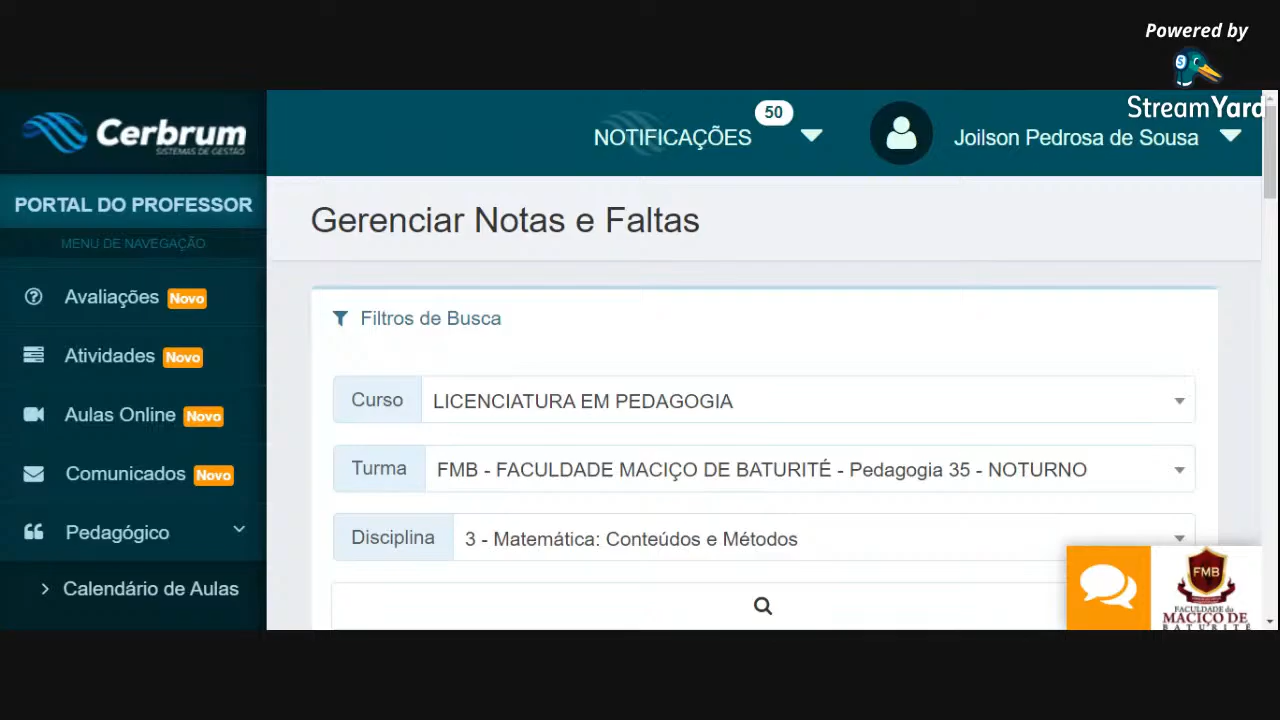 Powered by
StreamYard
Cerbrum
SISTEMAS DE GESTÃO
NOTIFICAÇÕES
50
Joilson Pedrosa de Sousa
PORTAL DO PROFESSOR
MENU DE NAVEGAÇÃO
Avaliações Novo
Atividades Novo
Aulas Online Novo
Comunicados Novo
Pedagógico
Calendário de Aulas
Gerenciar Notas e Faltas
Filtros de Busca
Curso LICENCIATURA EM PEDAGOGIA
Turma FMB - FACULDADE MACIÇO DE BATURITÉ - Pedagogia 35 - NOTURNO
Disciplina 3 - Matemática: Conteúdos e Métodos
FMB
FACULDADE do
MACIÇO DE
BATURITÉ